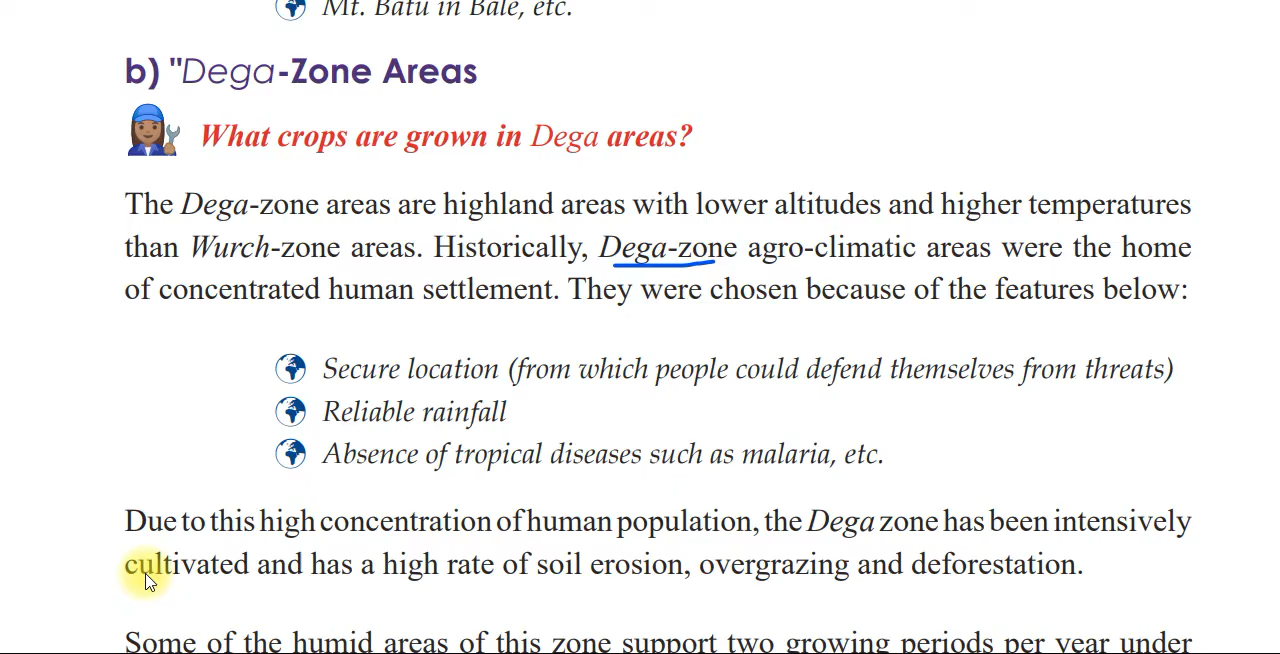 Mt. Batu in Bale, etc.
b) "Dega-Zone Areas
What crops are grown in Dega areas?
The Dega-zone areas are highland areas with lower altitudes and higher temperatures
than Wurch-zone areas. Historically, Dega-zone agro-climatic areas were the home
of concentrated human settlement. They were chosen because of the features below:
Secure location (from which people could defend themselves from threats)
Reliable rainfall
Absence of tropical diseases such as malaria, etc.
Due to this high concentration of human population, the Dega zone has been intensively
cultivated and has a high rate of soil erosion, overgrazing and deforestation.
Some of the humid areas of this zone support two growing periods per year under